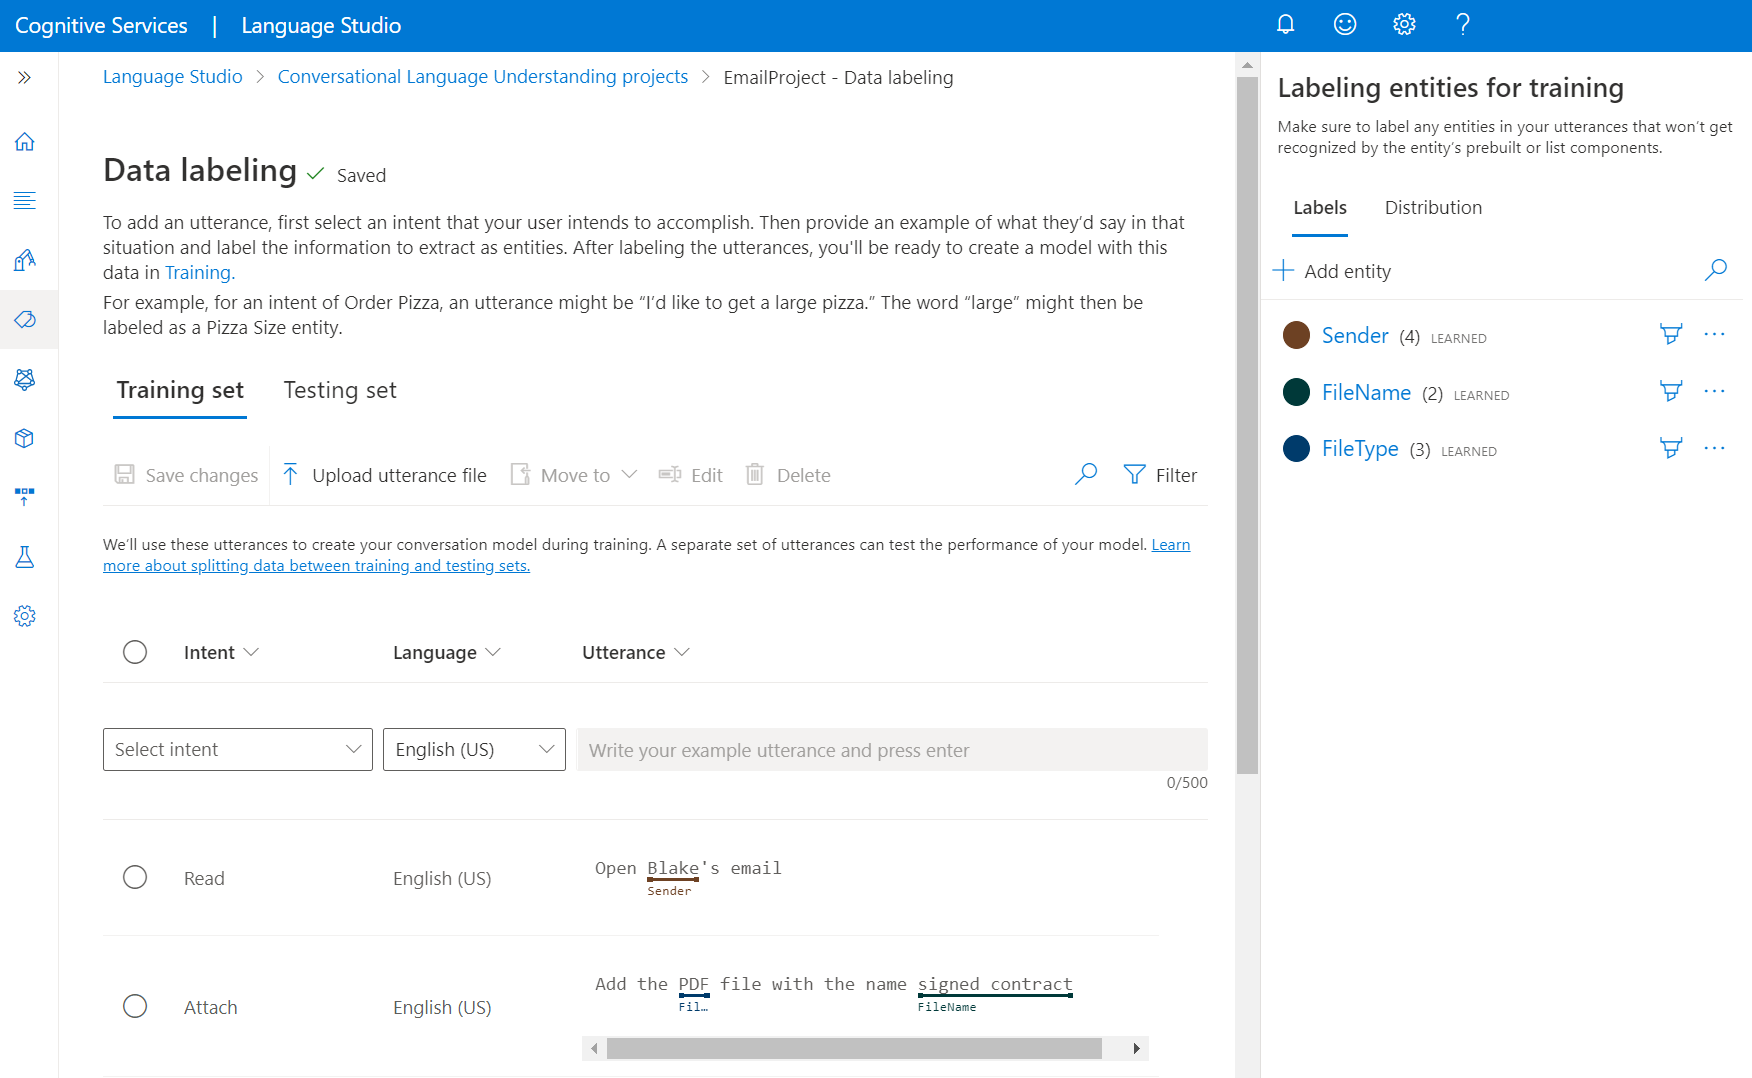 Cognitive Services | Language Studio
Language Studio > Conversational Language Understanding projects > EmailProject - Data labeling
Data labeling Saved
To add an utterance, first select an intent that your user intends to accomplish. Then provide an example of what they’d say in that
situation and label the information to extract as entities. After labeling the utterances, you'll be ready to create a model with this
data in Training.
For example, for an intent of Order Pizza, an utterance might be “I’d like to get a large pizza.” The word “large” might then be
labeled as a Pizza Size entity.
Training set Testing set
Save changes Upload utterance file Move to Edit Delete Filter
We’ll use these utterances to create your conversation model during training. A separate set of utterances can test the performance of your model. Learn
more about splitting data between training and testing sets.
Intent Language Utterance
Select intent English (US) Write your example utterance and press enter
0/500
Read English (US) Open Blake's email
Sender
Attach English (US) Add the PDF file with the name signed contract
Fil… FileName
Labeling entities for training
Make sure to label any entities in your utterances that won’t get
recognized by the entity’s prebuilt or list components.
Labels Distribution
Add entity
Sender (4) LEARNED
FileName (2) LEARNED
FileType (3) LEARNED